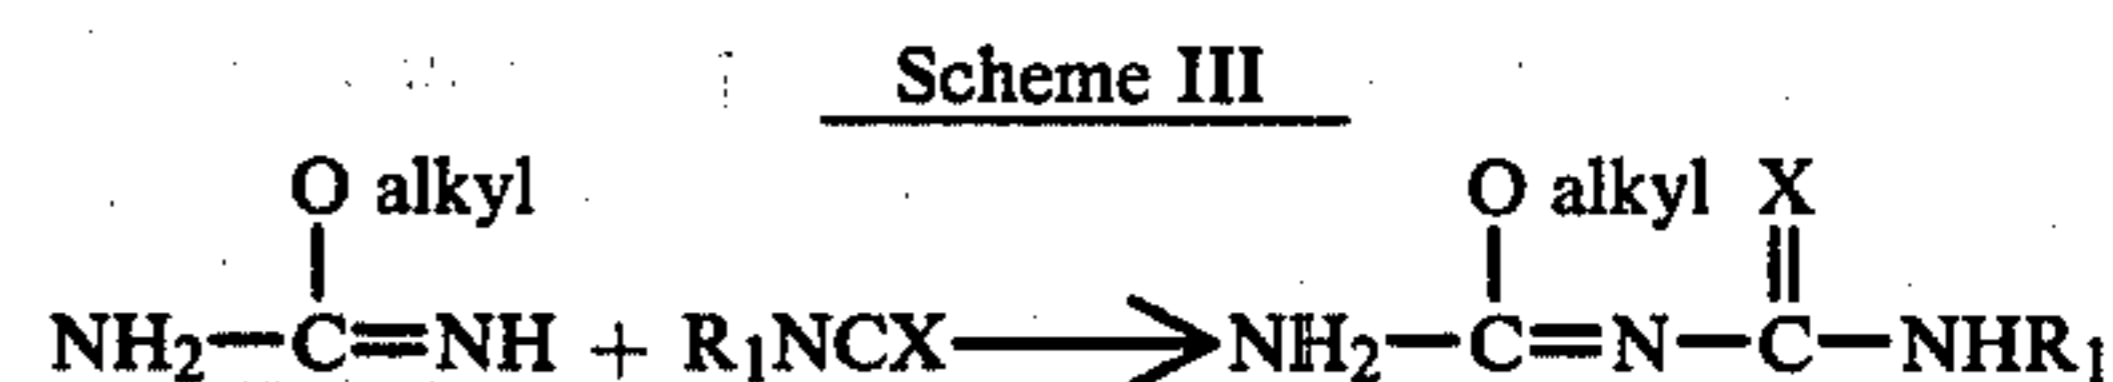 Scheme III
O alkyl O alkyl X
NH₂—C=NH + R₁NCX → NH₂—C=N—C—NHR₁